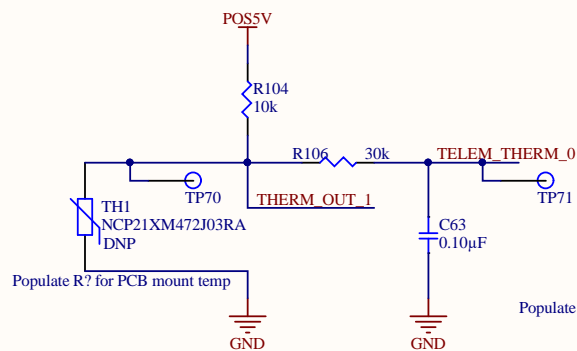 POS5V
R104
10k
R106
30k
TELEM_THERM_0
TP70
TP71
THERM_OUT_1
TH1
NCP21XM472J03RA
DNP
C63
0.10µF
Populate R? for PCB mount temp
Populate
GND
GND